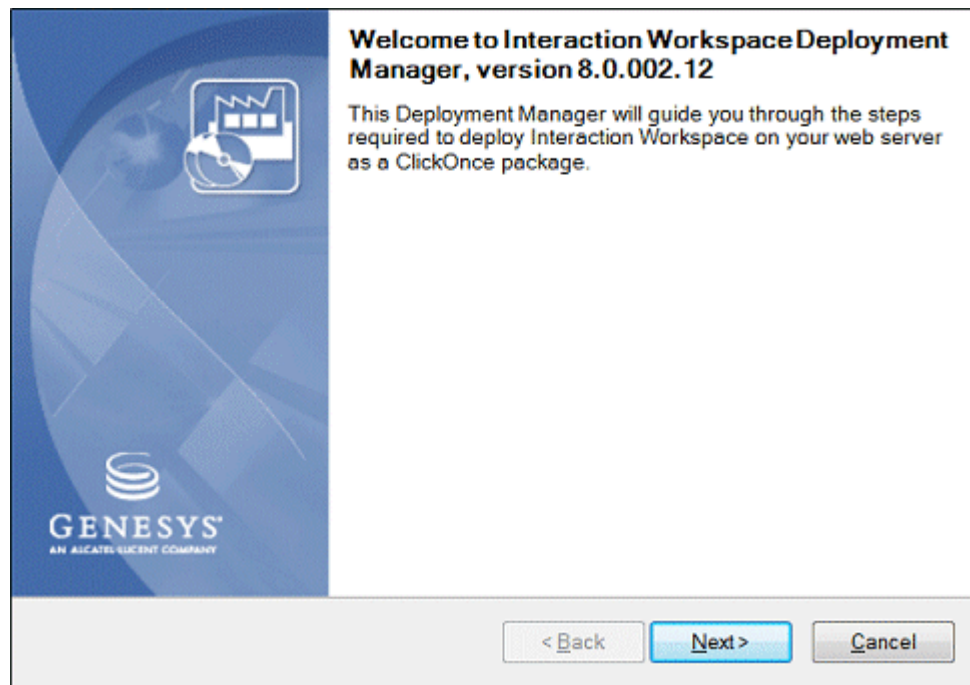 Welcome to Interaction Workspace Deployment
Manager, version 8.0.002.12
This Deployment Manager will guide you through the steps
required to deploy Interaction Workspace on your web server
as a ClickOnce package.
GENESYS
AN ALCATEL-LUCENT COMPANY
< Back
Next >
Cancel